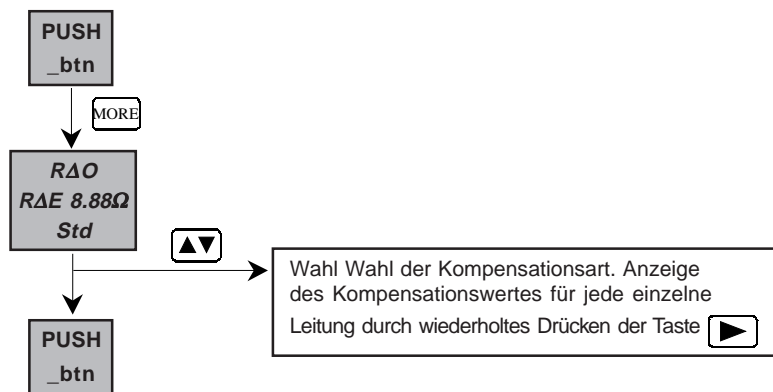 PUSH
_btn
MORE
RΔO
RΔE 8.88Ω
Std
▲▼
Wahl Wahl der Kompensationsart. Anzeige
des Kompensationswertes für jede einzelne
Leitung durch wiederholtes Drücken der Taste ►
PUSH
_btn